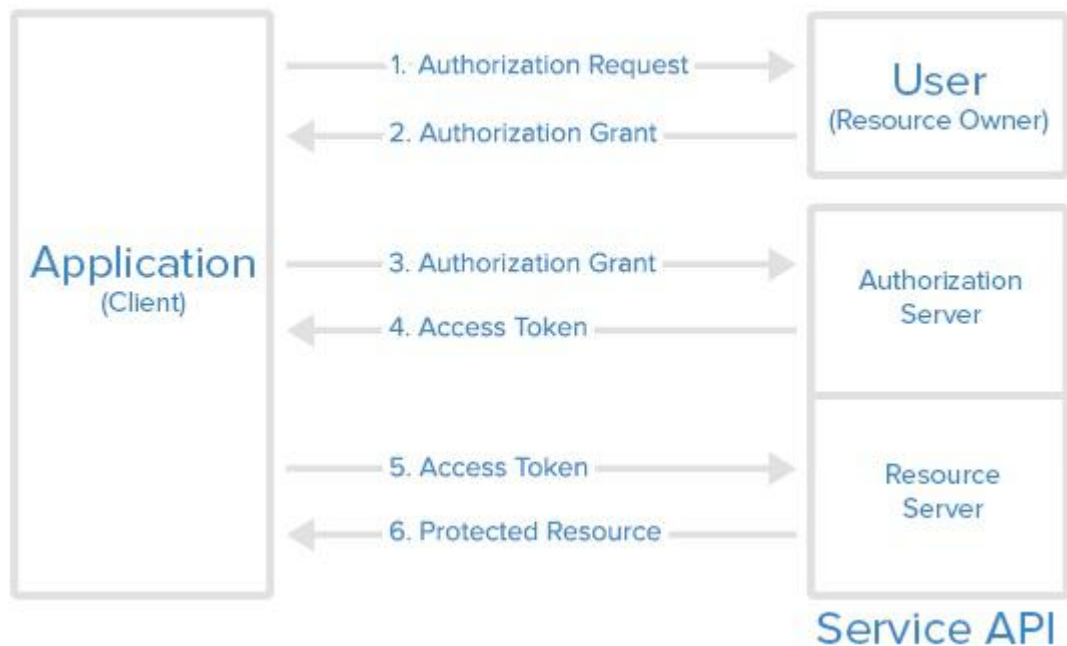 1. Authorization Request
User
(Resource Owner)
2. Authorization Grant
Application
(Client)
3. Authorization Grant
Authorization
Server
4. Access Token
5. Access Token
Resource
Server
6. Protected Resource
Service API